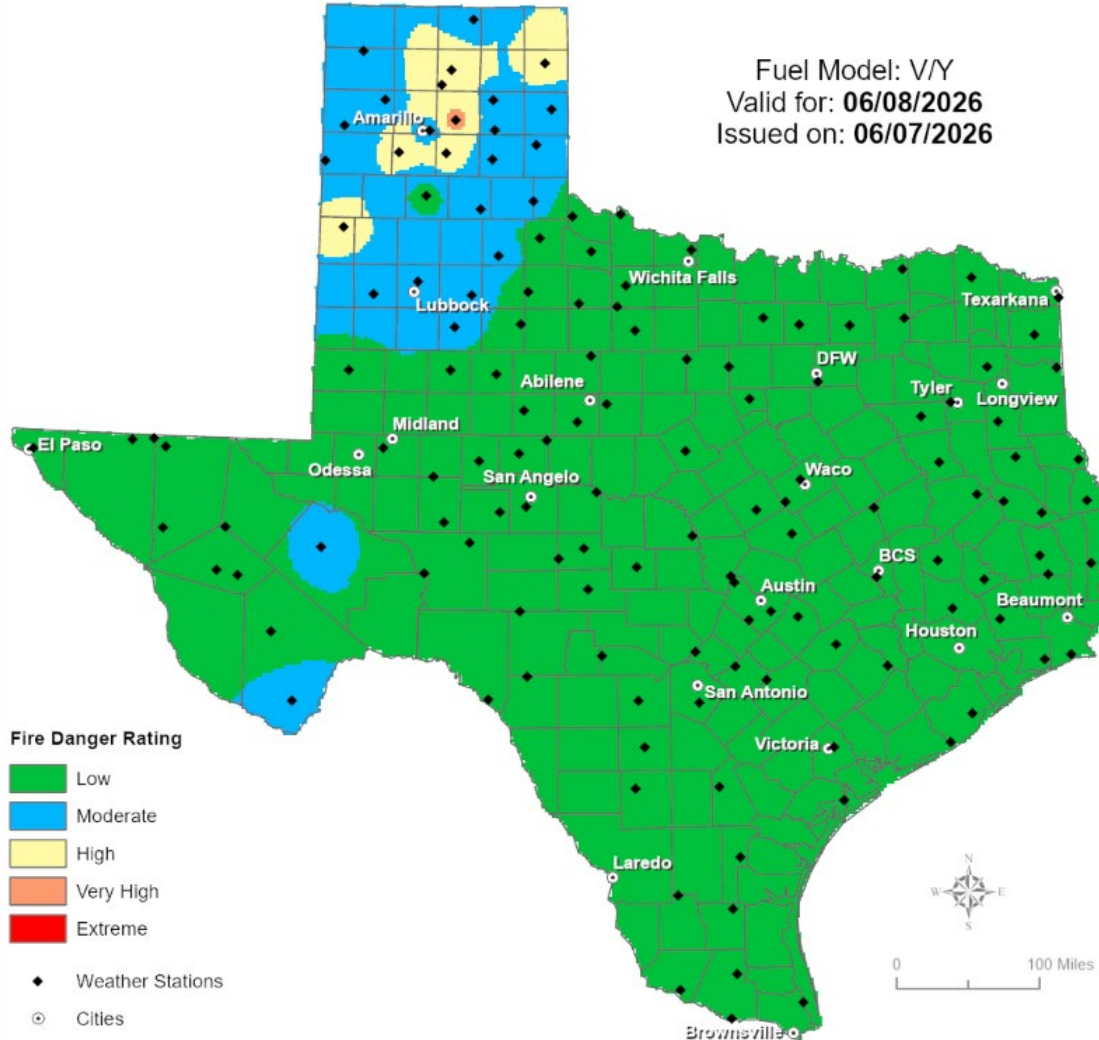 Fuel Model: V/Y
Valid for: 06/08/2026
Issued on: 06/07/2026
Amarillo
Wichita Falls
Lubbock
Texarkana
DFW
Abilene
Tyler
Longview
Midland
El Paso
Odessa
San Angelo
Waco
BCS
Austin
Beaumont
Houston
San Antonio
Victoria
Laredo
Brownsville
Fire Danger Rating
Low
Moderate
High
Very High
Extreme
Weather Stations
Cities
N
W E
S
0 100 Miles